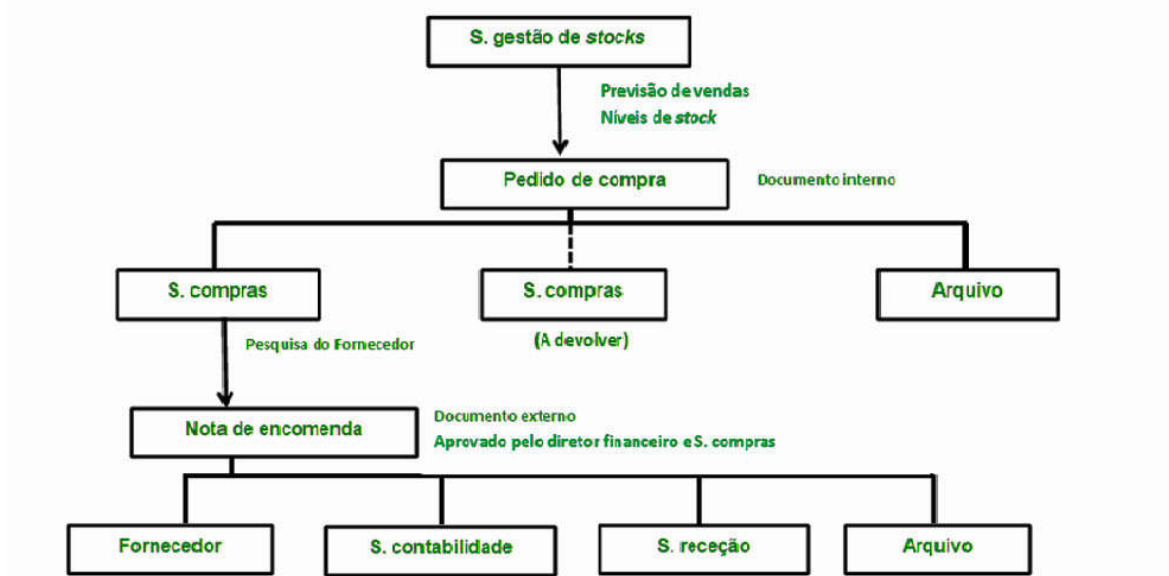 S. gestão de stocks
Previsão de vendas
Níveis de stock
Pedido de compra
Documento interno
S. compras
S. compras
Arquivo
Pesquisa do Fornecedor
(A devolver)
Nota de encomenda
Documento externo
Aprovado pelo diretor financeiro e S. compras
Fornecedor
S. contabilidade
S. receção
Arquivo